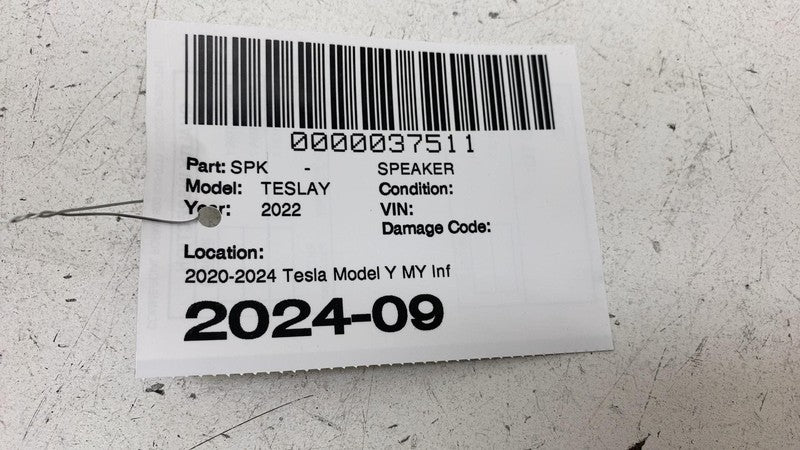 0000037511
Part: SPK - SPEAKER
Model: TESLAY Condition:
Year: 2022 VIN:
Damage Code:
Location:
2020-2024 Tesla Model Y MY Inf
2024-09